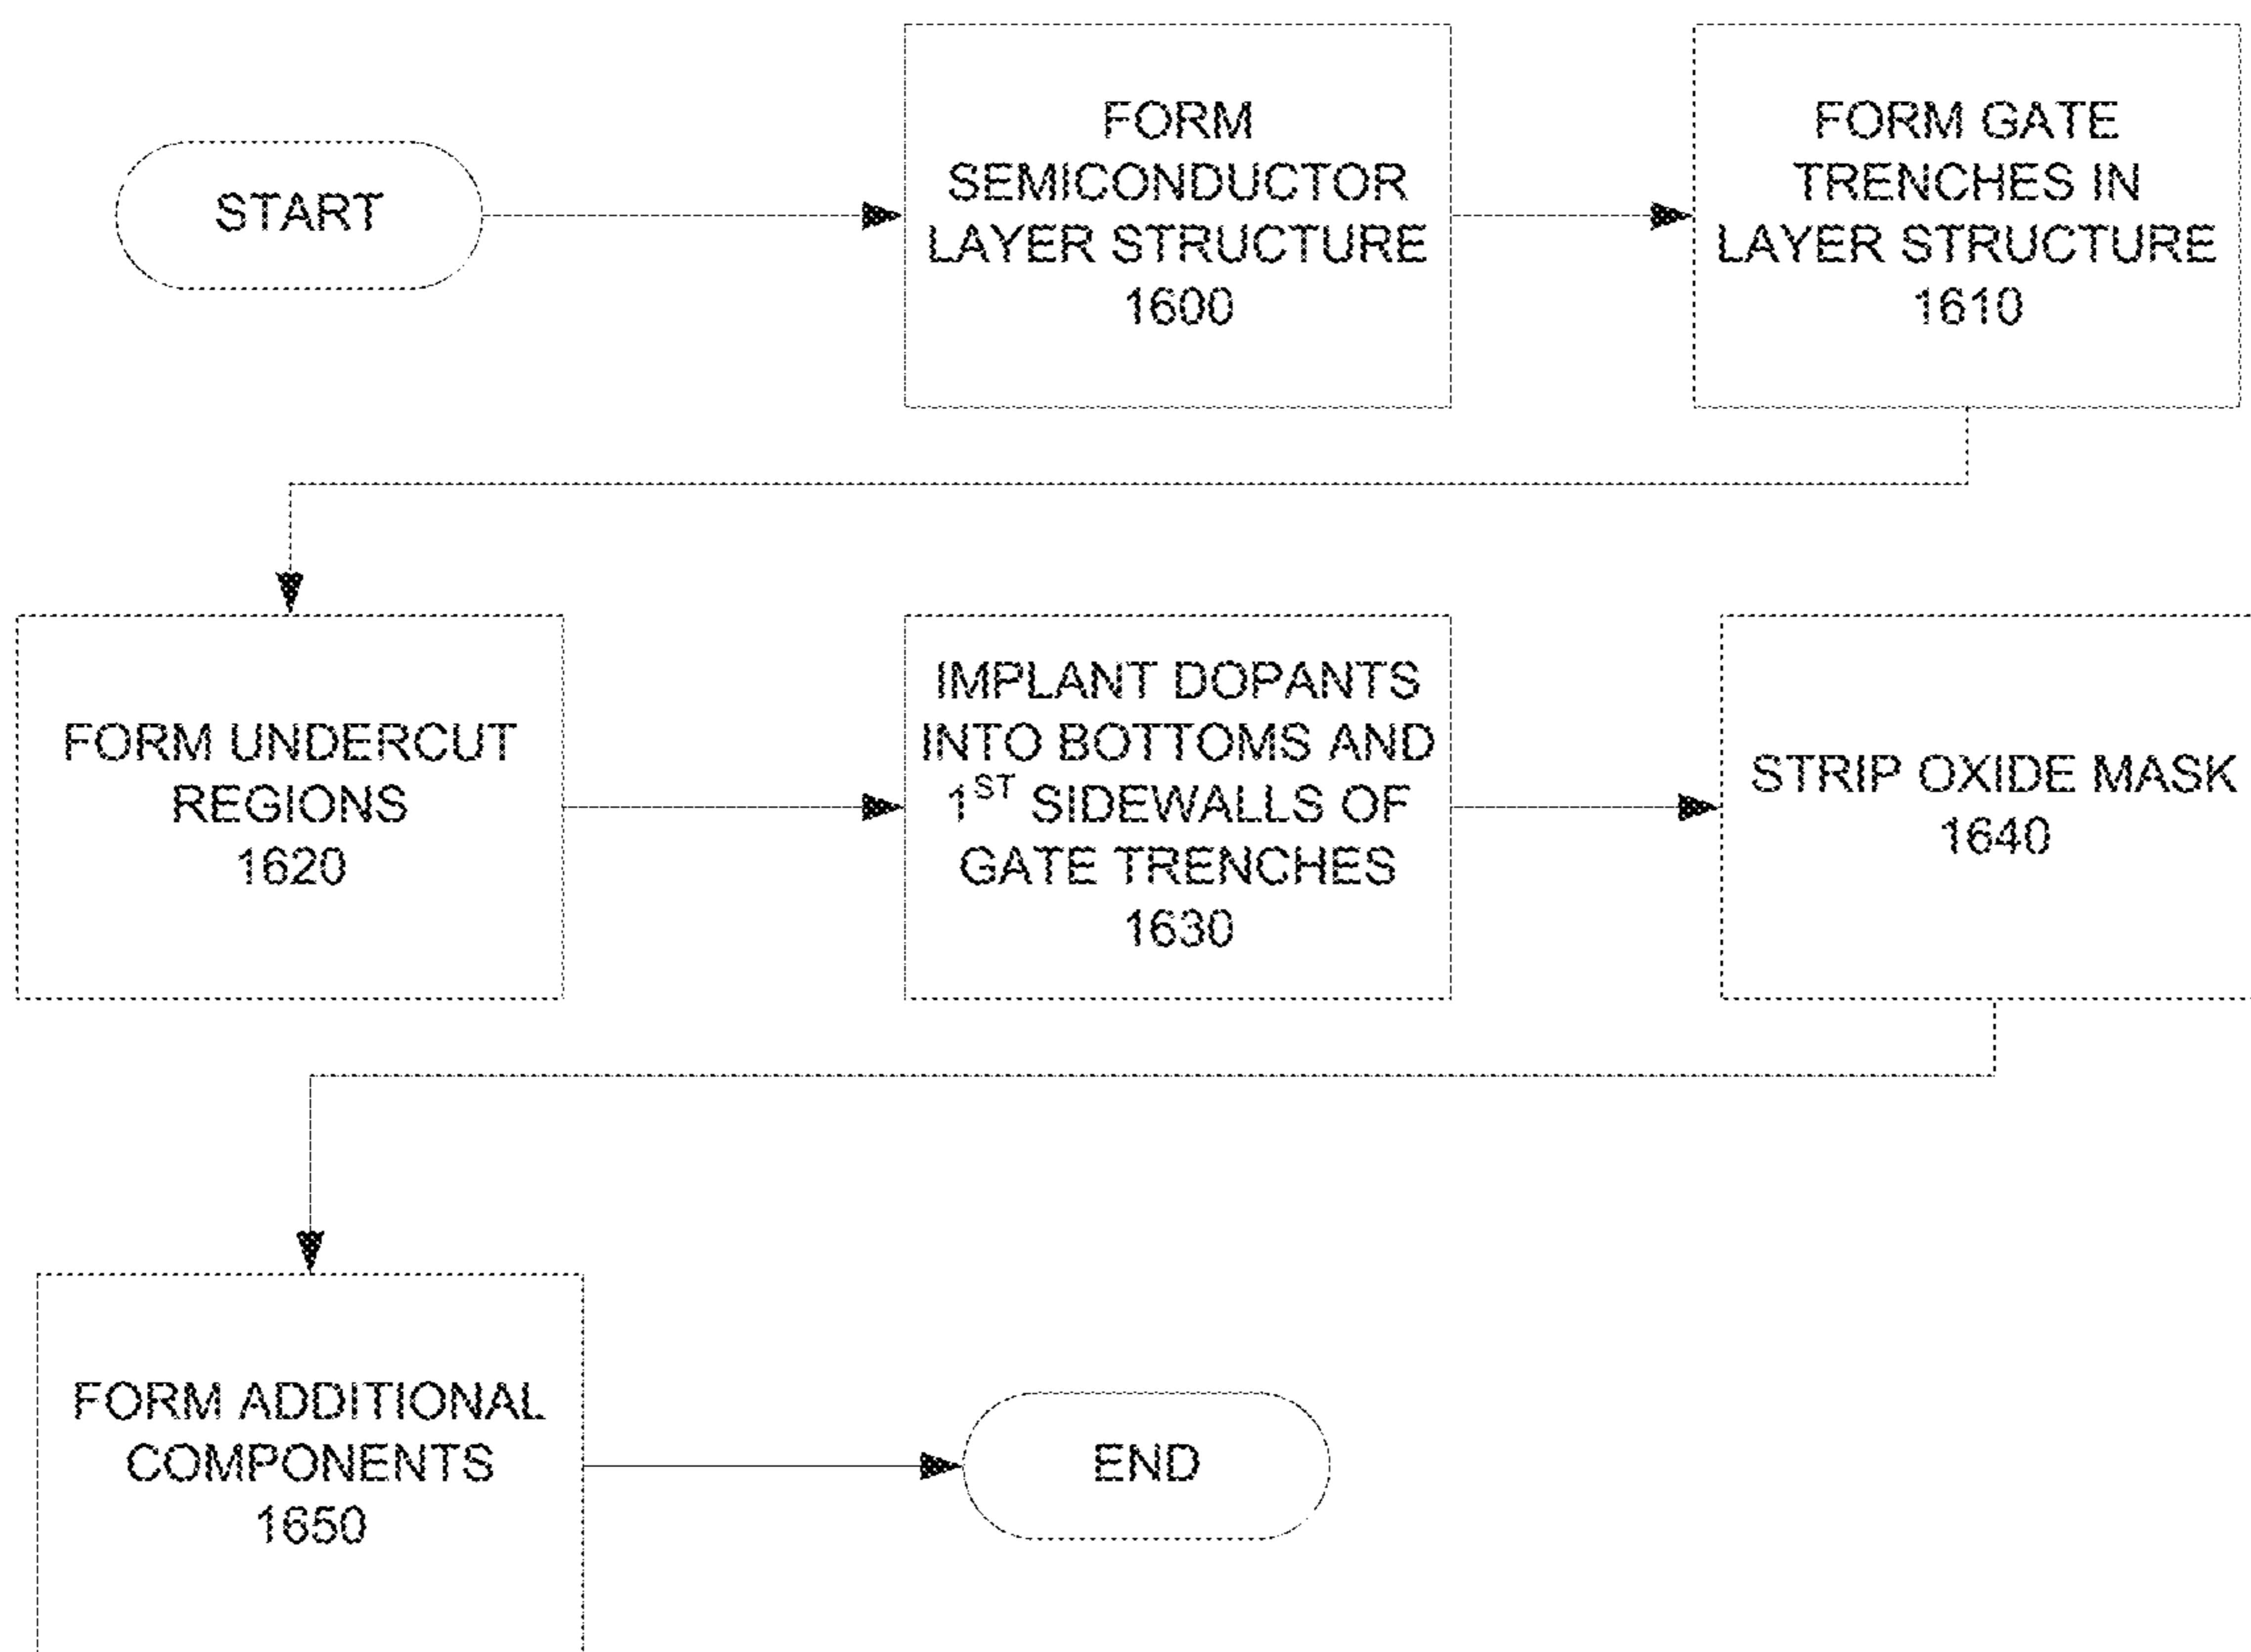 START
FORM
SEMICONDUCTOR
LAYER STRUCTURE
1600
FORM GATE
TRENCHES IN
LAYER STRUCTURE
1610
FORM UNDERCUT
REGIONS
1620
IMPLANT DOPANTS
INTO BOTTOMS AND
1ST SIDEWALLS OF
GATE TRENCHES
1630
STRIP OXIDE MASK
1640
FORM ADDITIONAL
COMPONENTS
1650
END